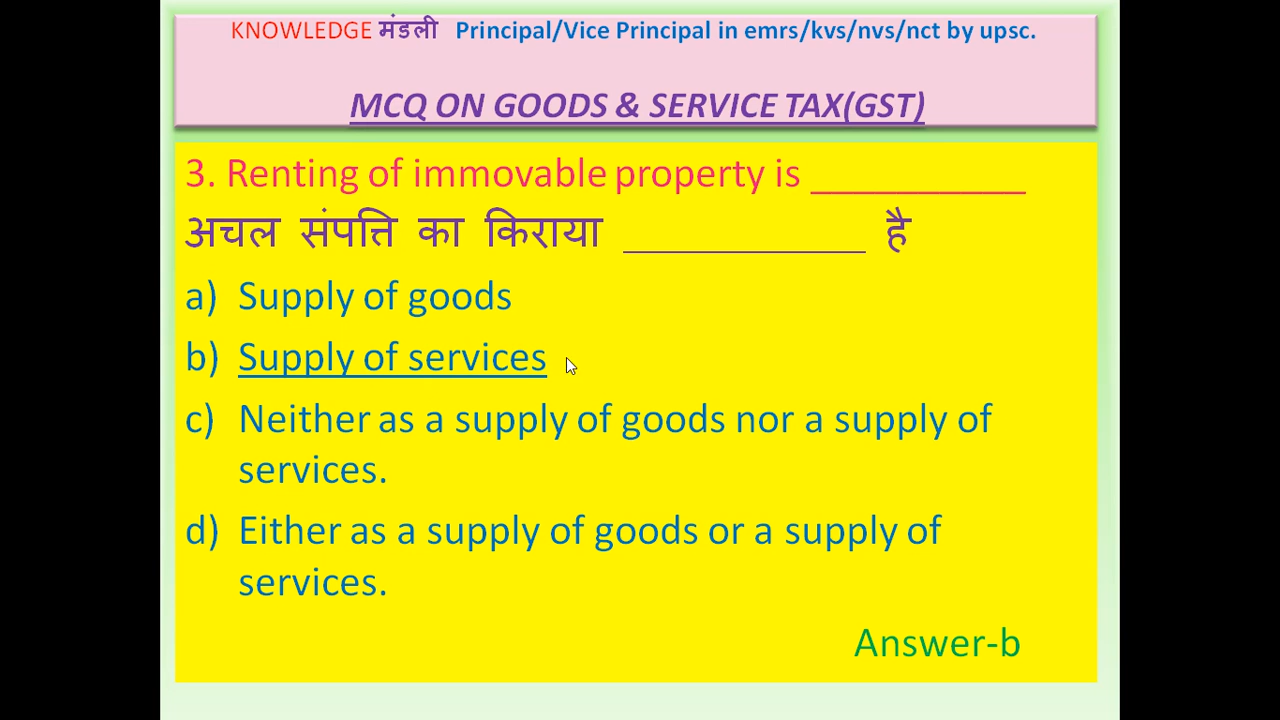 KNOWLEDGE मंडली Principal/Vice Principal in emrs/kvs/nvs/nct by upsc.
MCQ ON GOODS & SERVICE TAX(GST)
3. Renting of immovable property is __________
अचल संपत्ति का किराया ___________ है
a) Supply of goods
b) Supply of services
c) Neither as a supply of goods nor a supply of
services.
d) Either as a supply of goods or a supply of
services.
Answer-b